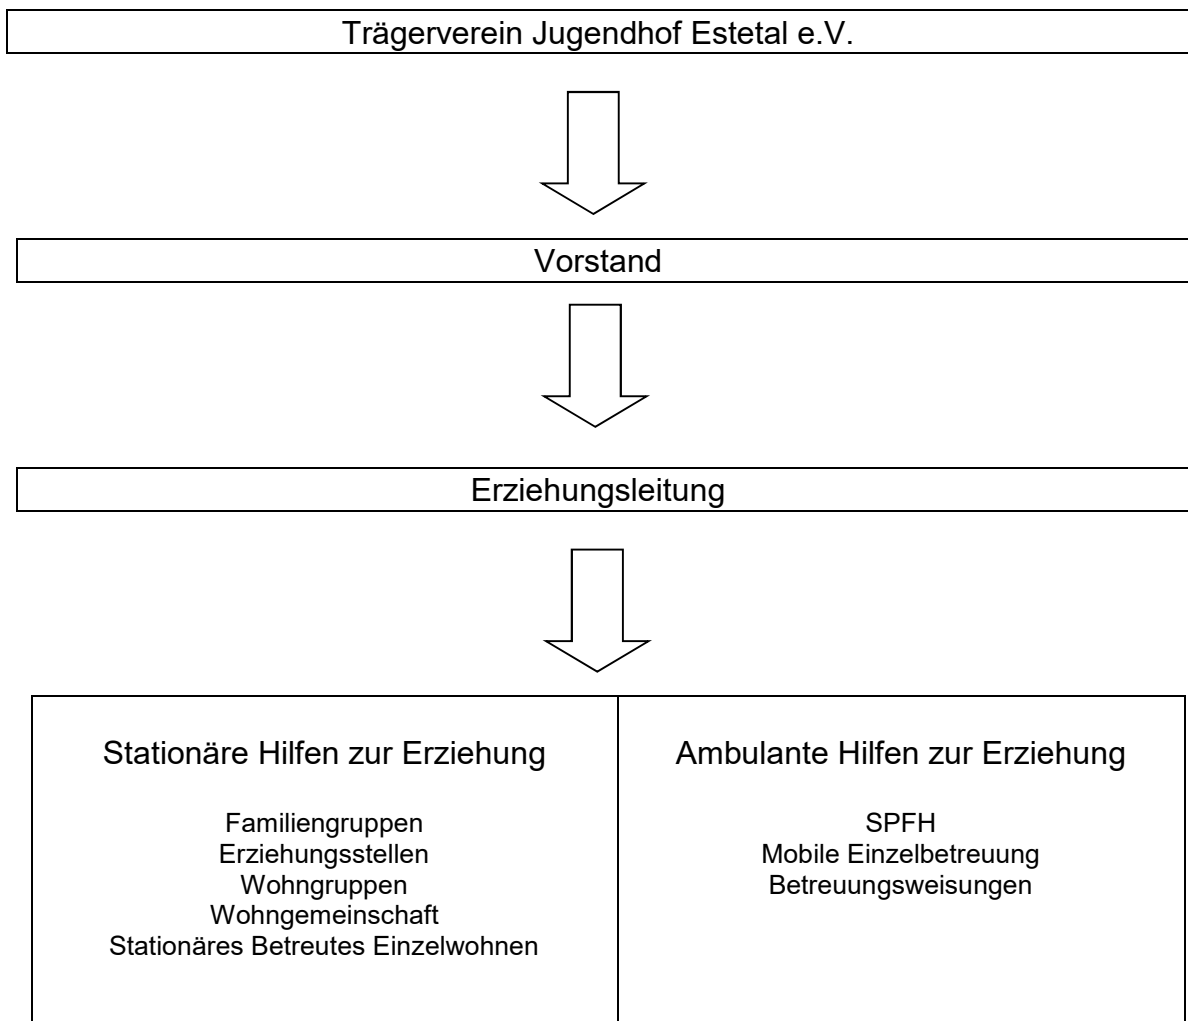 Trägerverein Jugendhof Estetal e.V.
Vorstand
Erziehungsleitung
Stationäre Hilfen zur Erziehung
Familiengruppen
Erziehungsstellen
Wohngruppen
Wohngemeinschaft
Stationäres Betreutes Einzelwohnen
Ambulante Hilfen zur Erziehung
SPFH
Mobile Einzelbetreuung
Betreuungsweisungen